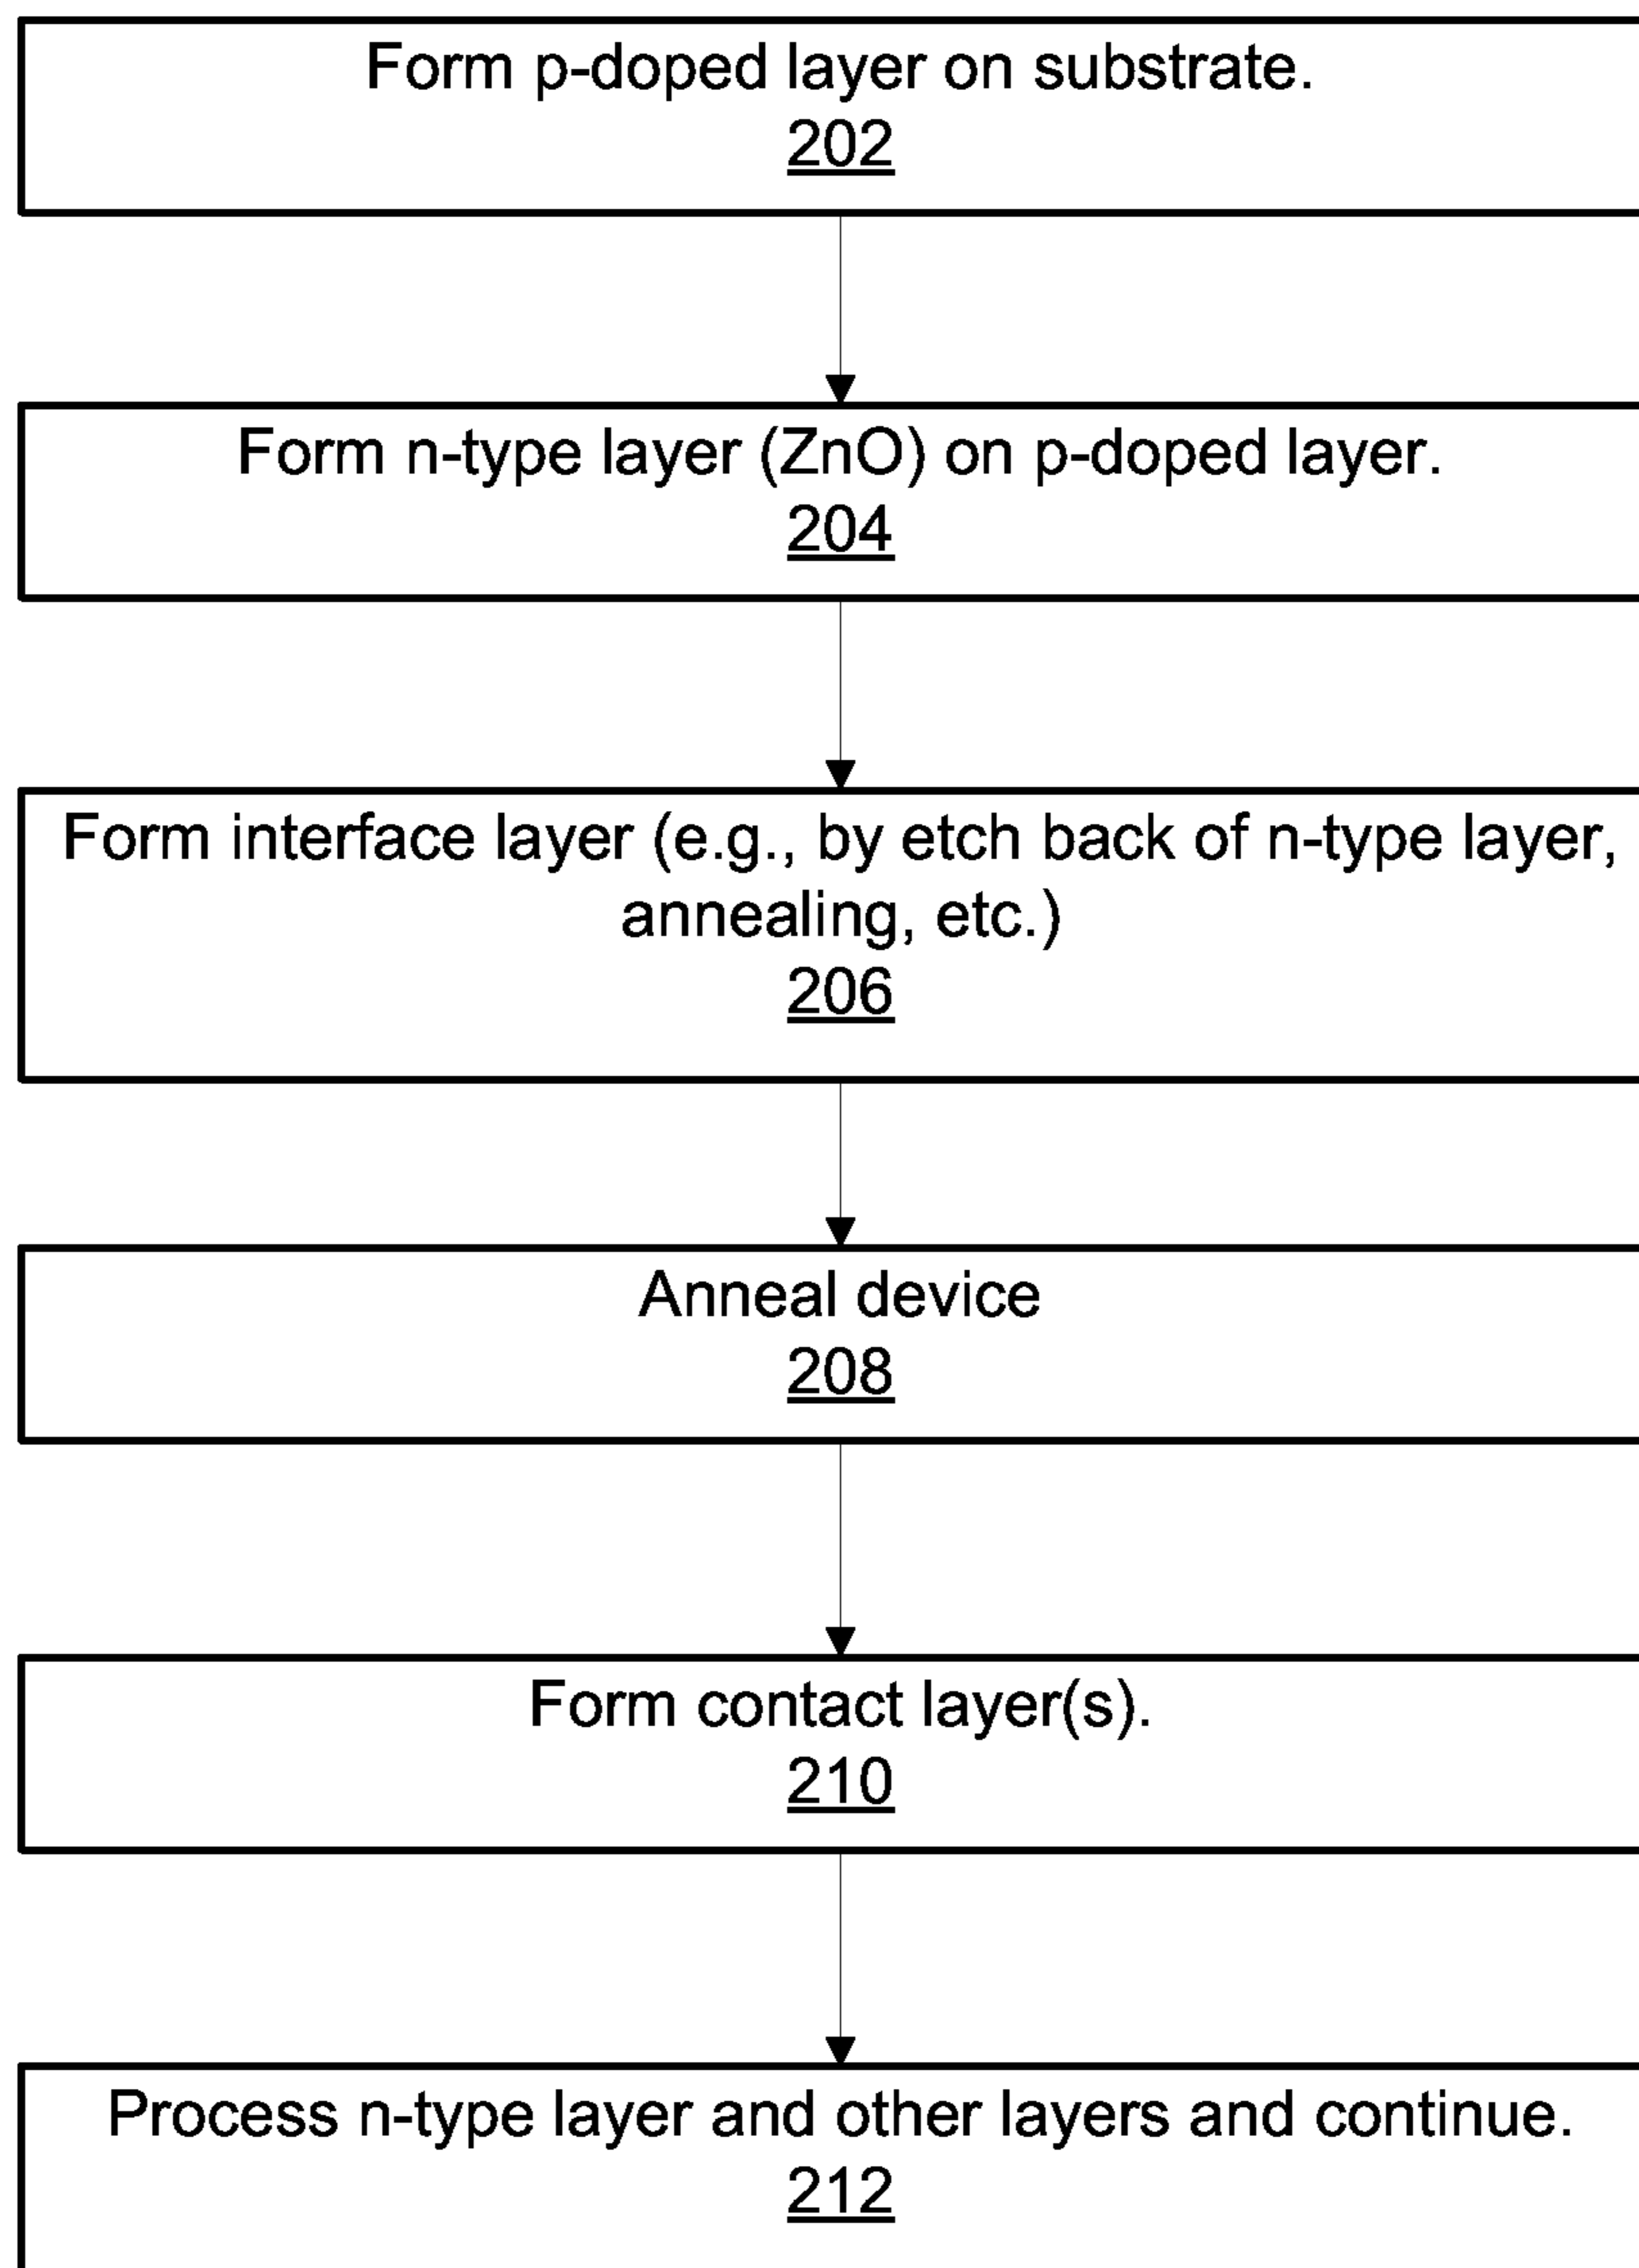 Form p-doped layer on substrate.
202
Form n-type layer (ZnO) on p-doped layer.
204
Form interface layer (e.g., by etch back of n-type layer,
annealing, etc.)
206
Anneal device
208
Form contact layer(s).
210
Process n-type layer and other layers and continue.
212